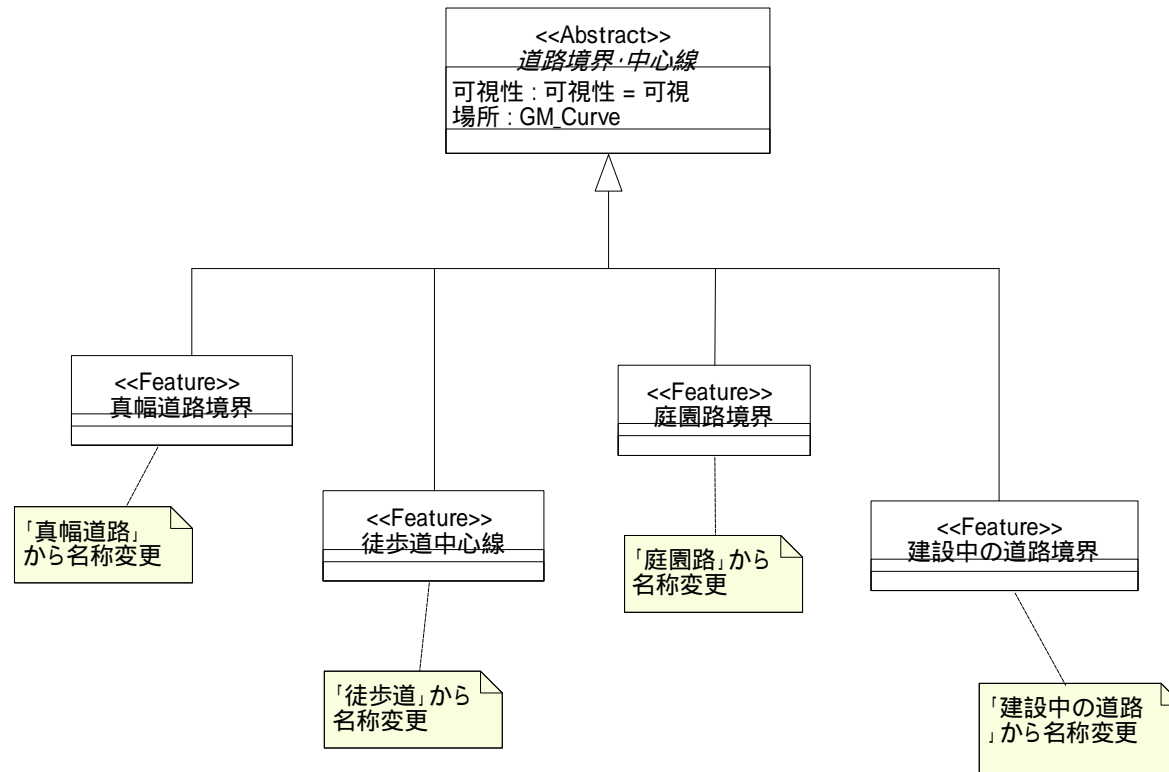 <<Abstract>>
道路境界・中心線
可視性 : 可視性 = 可視
場所 : GM_Curve
<<Feature>>
真幅道路境界
「真幅道路」
から名称変更
<<Feature>>
徒歩道中心線
「徒歩道」から
名称変更
<<Feature>>
庭園路境界
「庭園路」から
名称変更
<<Feature>>
建設中の道路境界
「建設中の道路
」から名称変更